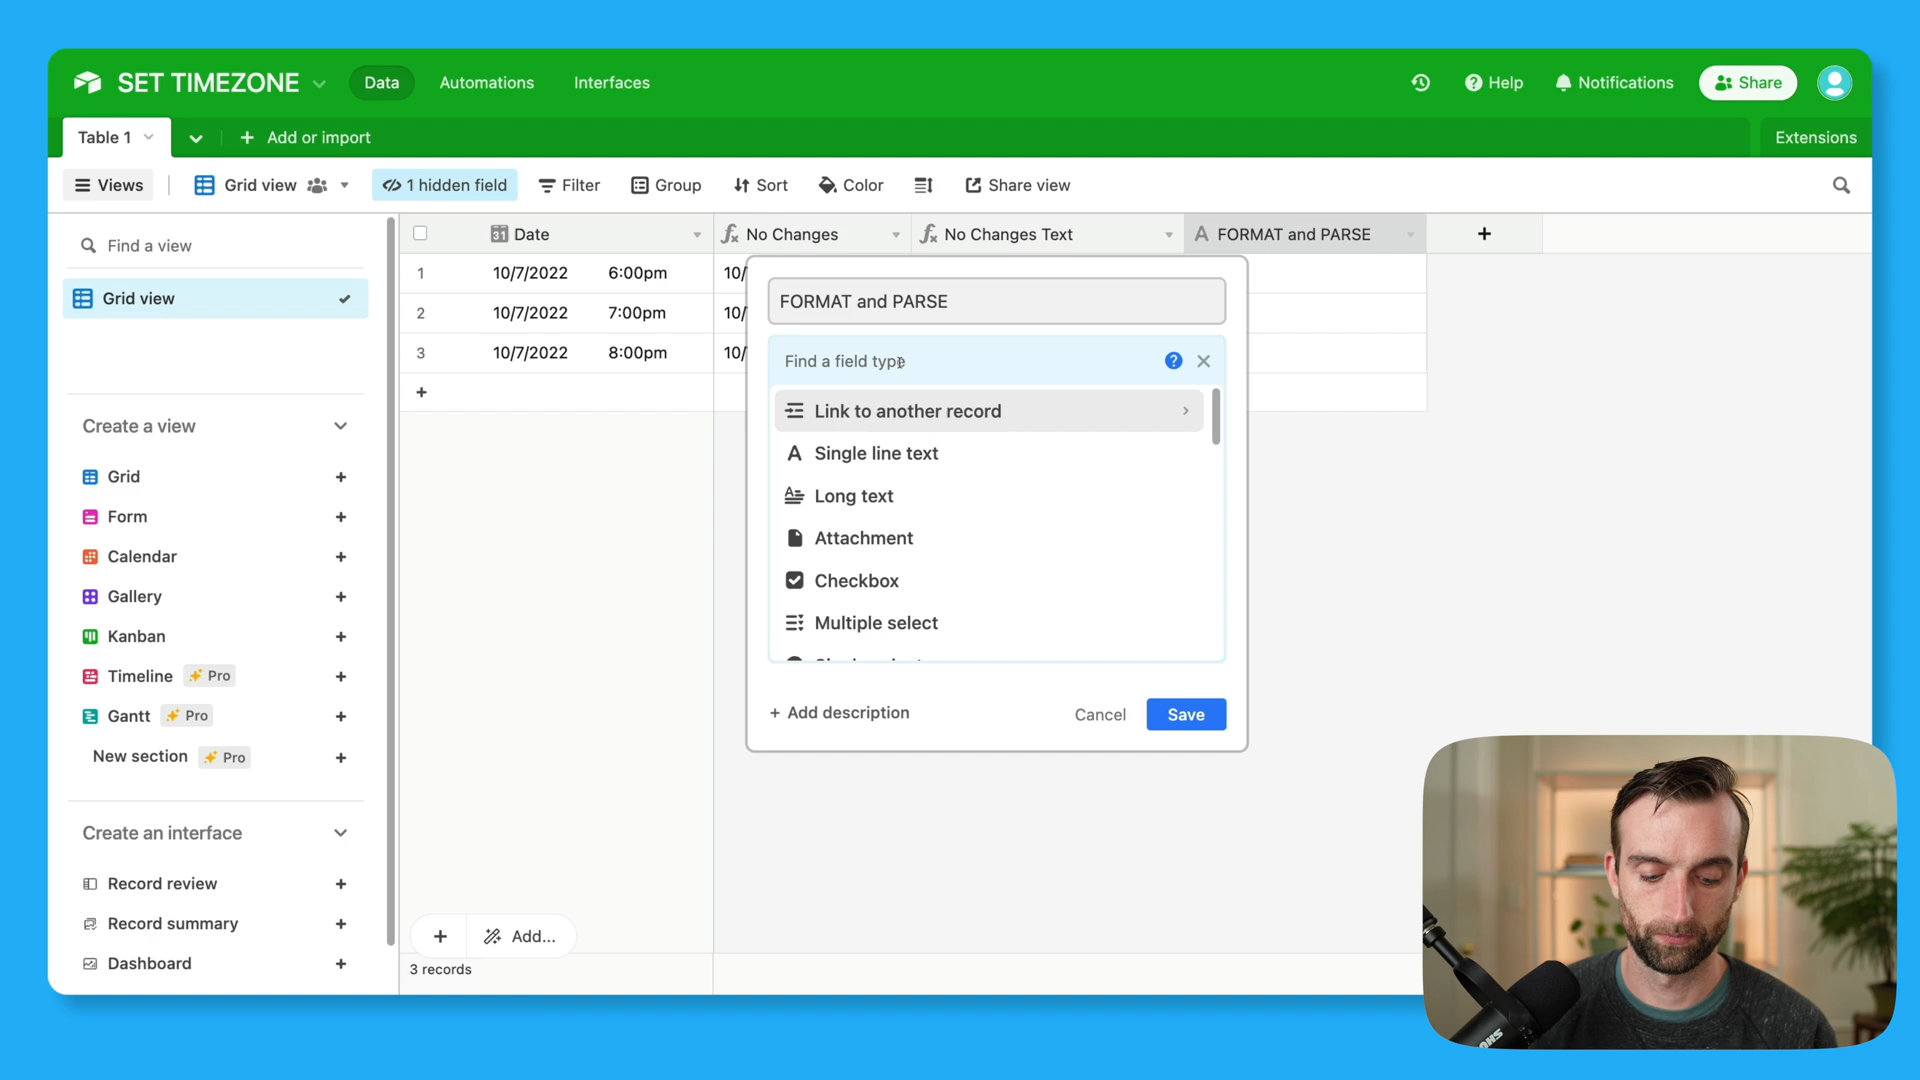 SET TIMEZONE
Data
Automations
Interfaces
Help
Notifications
Share
Table 1
Add or import
Extensions
Views
Grid view
1 hidden field
Filter
Group
Sort
Color
Share view
Find a view
Grid view
Create a view
Grid
Form
Calendar
Gallery
Kanban
Timeline Pro
Gantt Pro
New section Pro
Create an interface
Record review
Record summary
Dashboard
31 Date
No Changes
No Changes Text
FORMAT and PARSE
1 10/7/2022 6:00pm 10/
2 10/7/2022 7:00pm 10/
3 10/7/2022 8:00pm 10/
FORMAT and PARSE
Find a field type
Link to another record
Single line text
Long text
Attachment
Checkbox
Multiple select
+ Add description
Cancel
Save
Add...
3 records